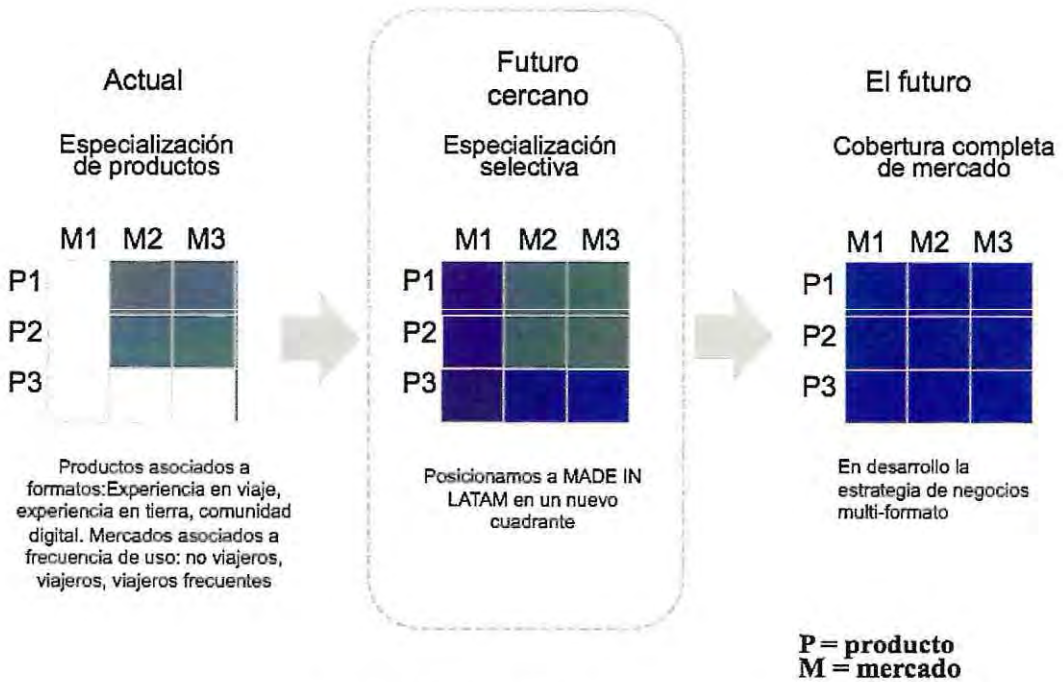 Actual
Especialización
de productos
M1 M2 M3
P1
P2
P3
Productos asociados a
formatos:Experiencia en viaje,
experiencia en tierra, comunidad
digital. Mercados asociados a
frecuencia de uso: no viajeros,
viajeros, viajeros frecuentes
Futuro
cercano
Especialización
selectiva
M1 M2 M3
P1
P2
P3
Posicionamos a MADE IN
LATAM en un nuevo
cuadrante
El futuro
Cobertura completa
de mercado
M1 M2 M3
P1
P2
P3
En desarrollo la
estrategia de negocios
multi-formato
P = producto
M = mercado